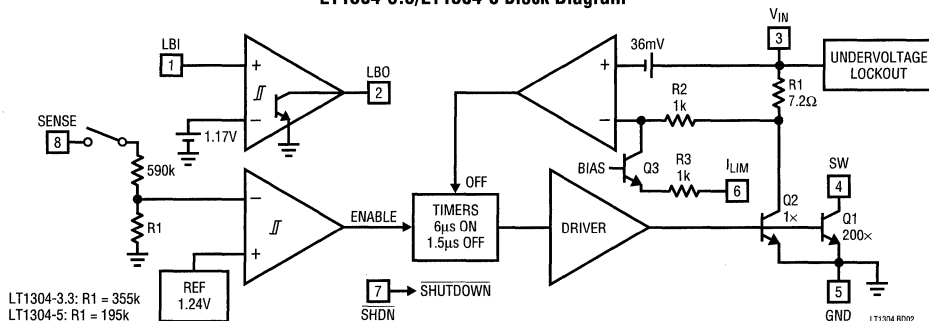 LT1304-3.3/LT1304-5 Block Diagram
VIN
3
36mV
UNDERVOLTAGE
LOCKOUT
LBI
1
+
LBO
2
+
R2
1k
R1
7.2Ω
SENSE
8
−
1.17V
−
590k
BIAS
Q3
R3
1k
ILIM
6
SW
4
OFF
R1
−
ENABLE
TIMERS
6µs ON
1.5µs OFF
DRIVER
Q2
1×
Q1
200×
+
REF
1.24V
7
SHUTDOWN
SHDN
5
GND
LT1304-3.3: R1 = 355k
LT1304-5: R1 = 195k
LT1304 BD02